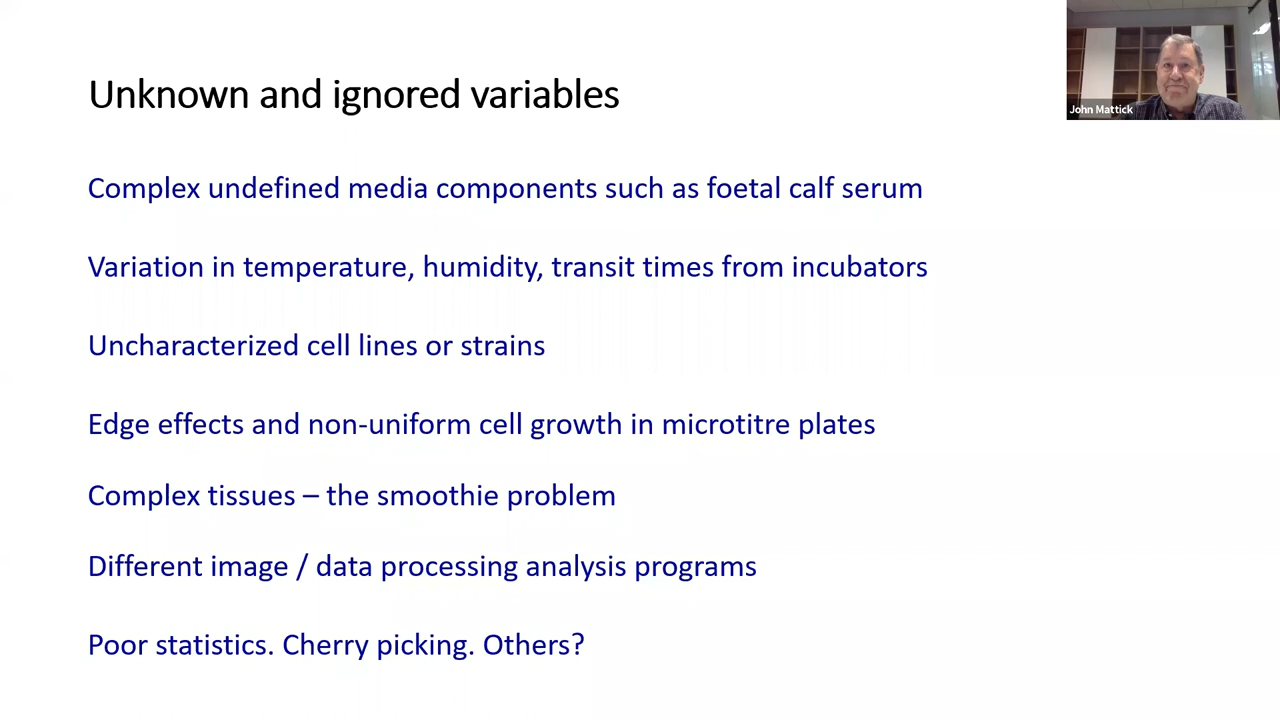 Unknown and ignored variables
John Mattick
Complex undefined media components such as foetal calf serum
Variation in temperature, humidity, transit times from incubators
Uncharacterized cell lines or strains
Edge effects and non-uniform cell growth in microtitre plates
Complex tissues – the smoothie problem
Different image / data processing analysis programs
Poor statistics. Cherry picking. Others?